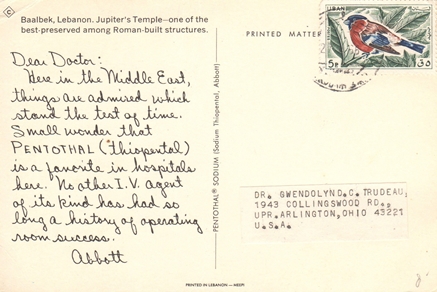 Baalbek, Lebanon. Jupiter's Temple—one of the
best-preserved among Roman-built structures.
Dear Doctor:
Here in the Middle East,
things are admired which
stand the test of time.
Small wonder that
PENTOTHAL (thiopental)
is a favorite in hospitals
here. No other I.V. agent
of its kind has had so
long a history of operating
room success.
Abbott
PENTOTHAL® SODIUM (Sodium Thiopental, Abbott)
PRINTED MATTER
LIBAN
5p
DR. GWENDOLYND.C.TRUDEAU,
1943 COLLINGSWOOD RD.,
UPR.ARLINGTON,OHIO 43221
U.S.A.
PRINTED IN LEBANON